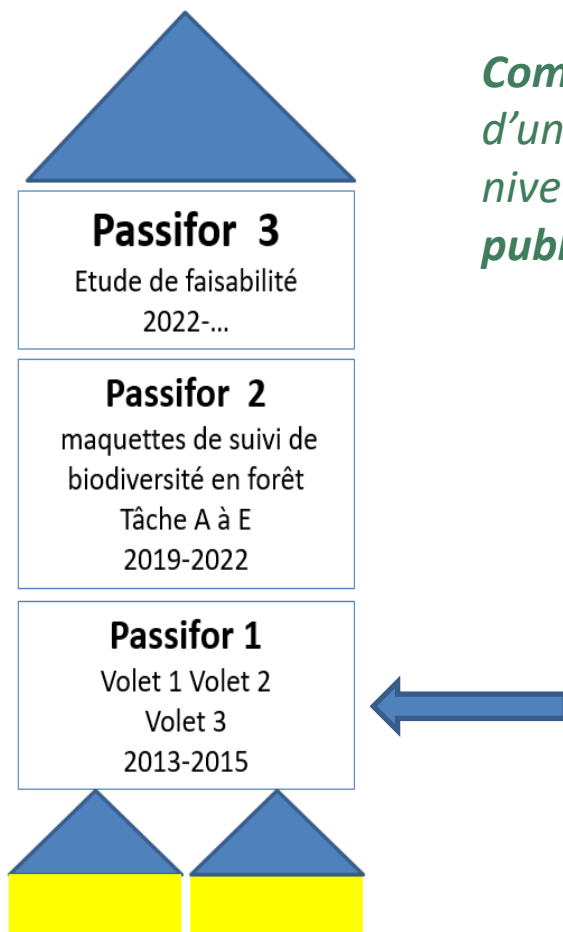 Passifor 3
Etude de faisabilité
2022-...
Passifor 2
maquettes de suivi de
biodiversité en forêt
Tâche A à E
2019-2022
Passifor 1
Volet 1 Volet 2
Volet 3
2013-2015
d'un